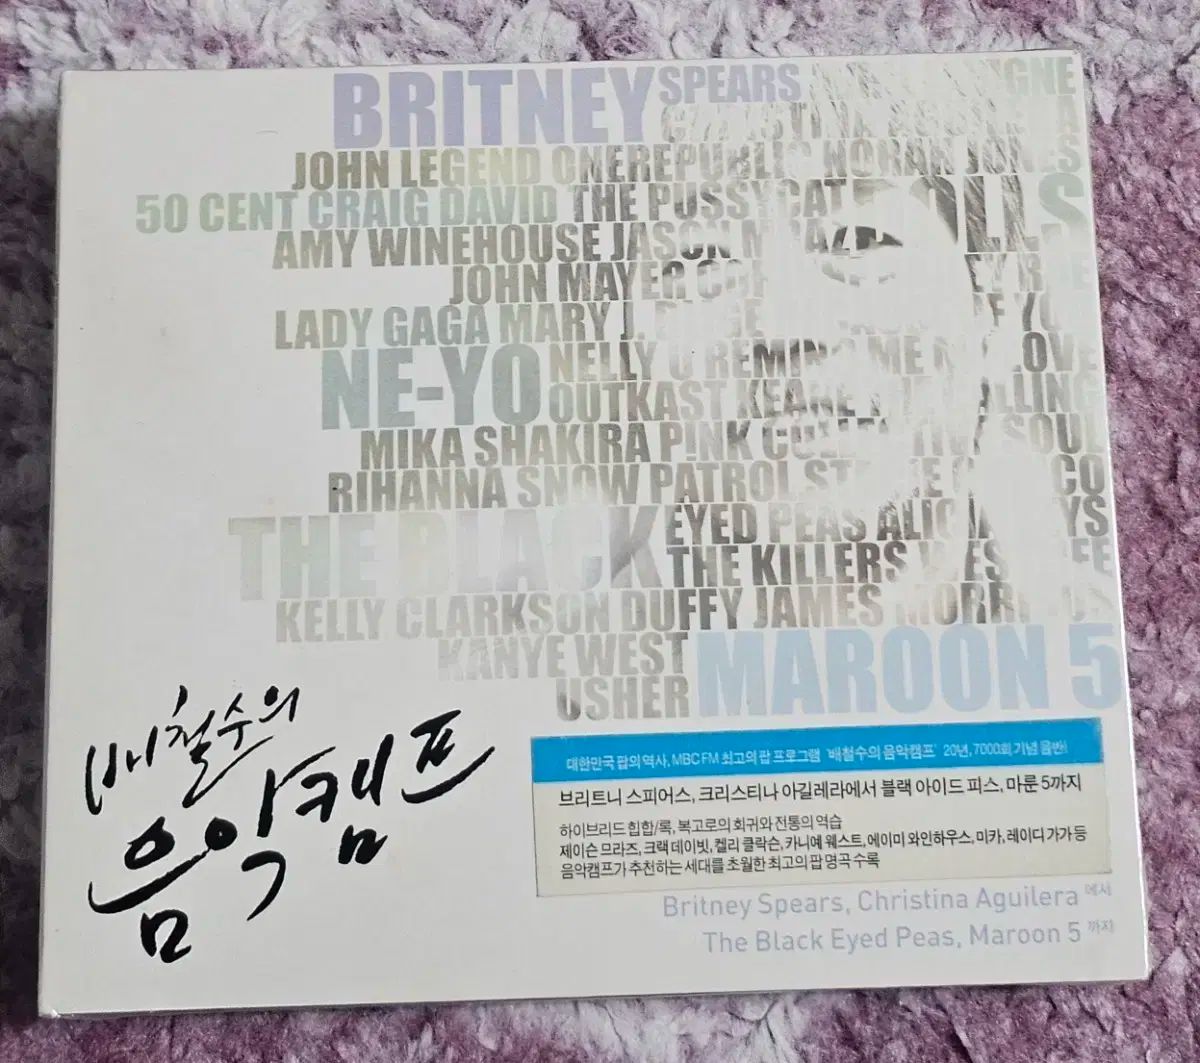 BRITNEY SPEARS
JOHN LEGEND ONEREPUBLIC NORAH JONES
50 CENT CRAIG DAVID THE PUSSYCAT DOLLS
AMY WINEHOUSE JASON
JOHN MAYER
LADY GAGA MARY J.
NE-YO NELLY
OUTKAST KEANE
MIKA SHAKIRA P!NK SOUL
RIHANNA SNOW PATROL
THE BLACK EYED PEAS
THE KILLERS
KELLY CLARKSON DUFFY JAMES
KANYE WEST
USHER MAROON 5
배철수의
음악캠프
대한민국 팝의 역사, MBC FM 최고의 팝 프로그램 '배철수의 음악캠프' 20년, 7000회 기념 음반!
브리트니 스피어스, 크리스티나 아길레라에서 블랙 아이드 피스, 마룬 5까지
하이브리드 힙합/록, 복고로의 회귀와 전통의 역습
제이슨 므라즈, 크랙 데이빗, 켈리 클락슨, 카니예 웨스트, 에이미 와인하우스, 미카, 레이디 가가 등
음악캠프가 추천하는 세대를 초월한 최고의 팝 명곡 수록
Britney Spears, Christina Aguilera 에서
The Black Eyed Peas, Maroon 5 까지